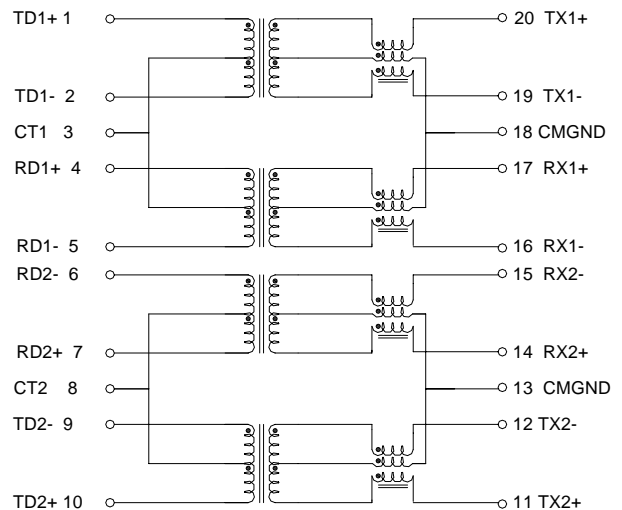 TD1+ 1
20 TX1+
TD1- 2
19 TX1-
CT1 3
18 CMGND
RD1+ 4
17 RX1+
RD1- 5
16 RX1-
RD2- 6
15 RX2-
RD2+ 7
14 RX2+
CT2 8
13 CMGND
TD2- 9
12 TX2-
TD2+ 10
11 TX2+